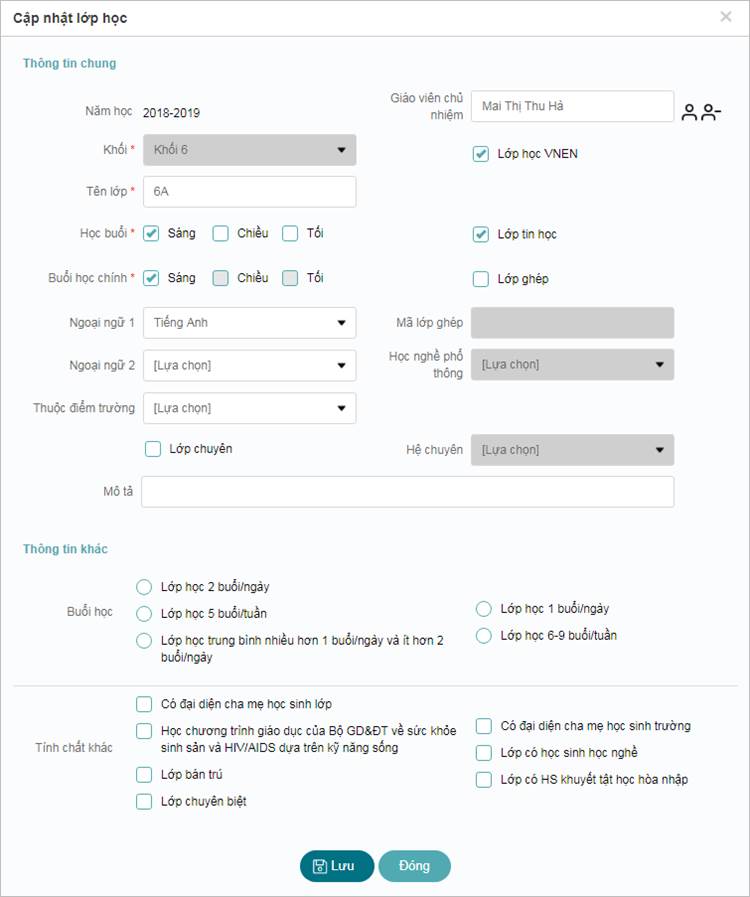 Cập nhật lớp học
Thông tin chung
Năm học 2018-2019
Giáo viên chủ
nhiệm
Mai Thị Thu Hà
Khối * Khối 6
Lớp học VNEN
Tên lớp * 6A
Học buổi * Sáng Chiều Tối
Lớp tin học
Buổi học chính * Sáng Chiều Tối
Lớp ghép
Ngoại ngữ 1 Tiếng Anh
Mã lớp ghép
Ngoại ngữ 2 [Lựa chọn]
Học nghề phổ
thông
[Lựa chọn]
Thuộc điểm trường [Lựa chọn]
Lớp chuyên
Hệ chuyên [Lựa chọn]
Mô tả
Thông tin khác
Buổi học
Lớp học 2 buổi/ngày
Lớp học 5 buổi/tuần
Lớp học trung bình nhiều hơn 1 buổi/ngày và ít hơn 2
buổi/ngày
Lớp học 1 buổi/ngày
Lớp học 6-9 buổi/tuần
Tính chất khác
Có đại diện cha mẹ học sinh lớp
Học chương trình giáo dục của Bộ GD&ĐT về sức khỏe
sinh sản và HIV/AIDS dựa trên kỹ năng sống
Lớp bán trú
Lớp chuyên biệt
Có đại diện cha mẹ học sinh trường
Lớp có học sinh học nghề
Lớp có HS khuyết tật học hòa nhập
Lưu
Đóng